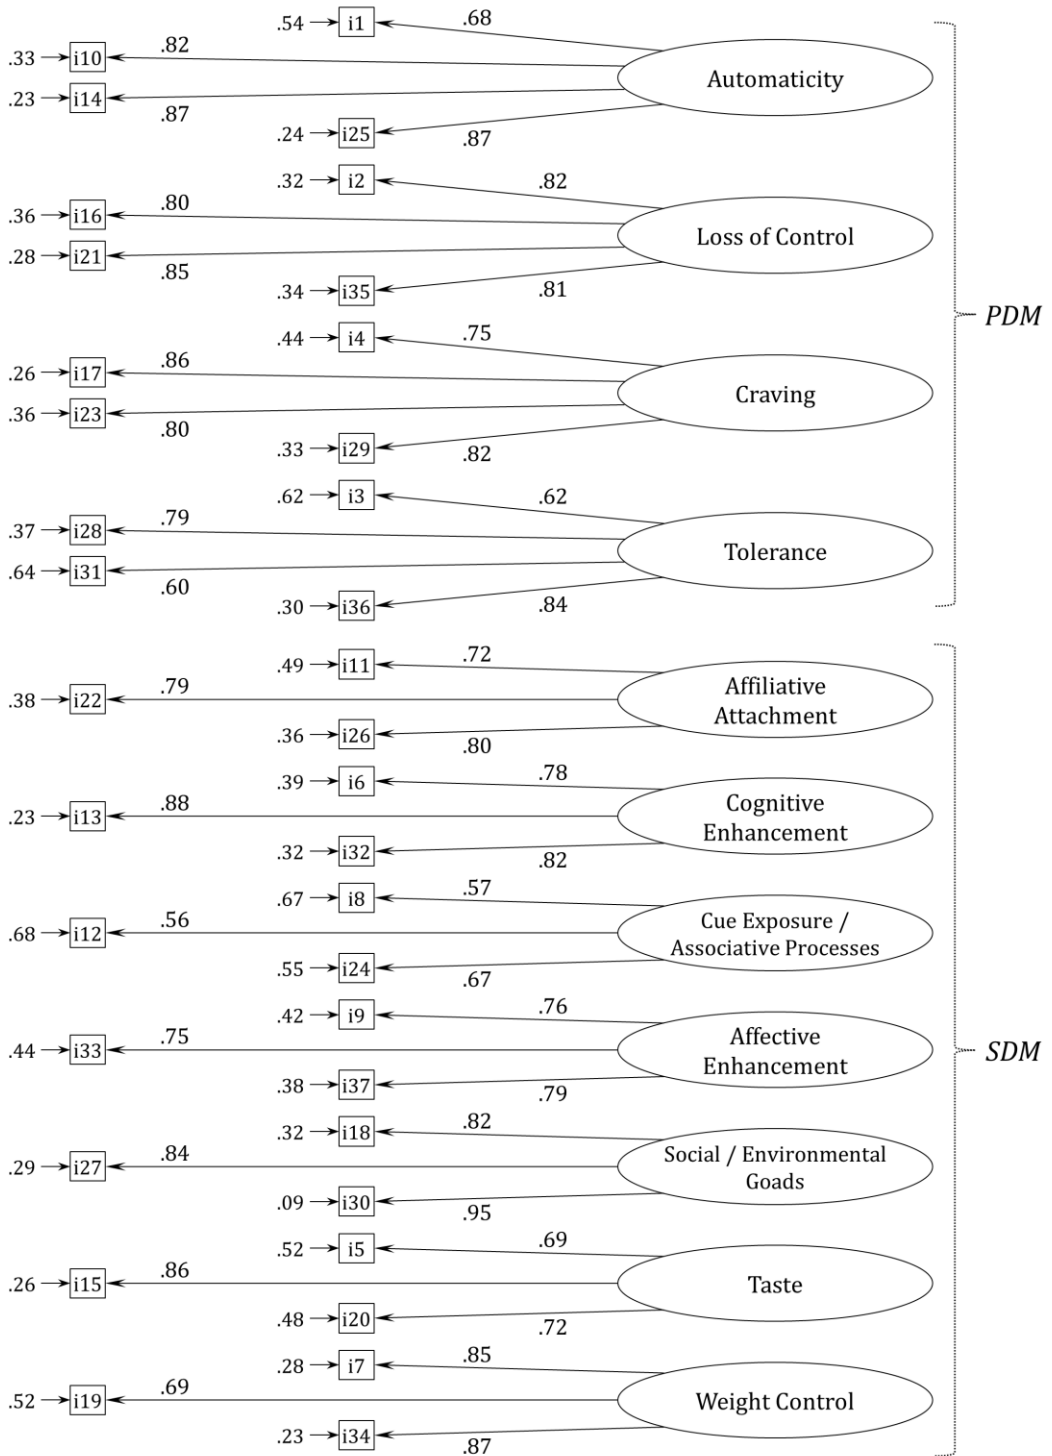 .54 i1 .68
.33 i10 .82
Automaticity
.23 i14 .87
.24 i25 .87
.32 i2 .82
.36 i16 .80
Loss of Control
.28 i21 .85
.34 i35 .81
PDM
.44 i4 .75
.26 i17 .86
Craving
.36 i23 .80
.33 i29 .82
.62 i3 .62
.37 i28 .79
Tolerance
.64 i31 .60
.30 i36 .84
.49 i11 .72
.38 i22 .79
Affiliative
Attachment
.36 i26 .80
.39 i6 .78
.23 i13 .88
Cognitive
Enhancement
.32 i32 .82
.67 i8 .57
.68 i12 .56
Cue Exposure /
Associative Processes
.55 i24 .67
.42 i9 .76
.44 i33 .75
Affective
Enhancement
SDM
.38 i37 .79
.32 i18 .82
.29 i27 .84
Social / Environmental
Goads
.09 i30 .95
.52 i5 .69
.26 i15 .86
Taste
.48 i20 .72
.28 i7 .85
.52 i19 .69
Weight Control
.23 i34 .87